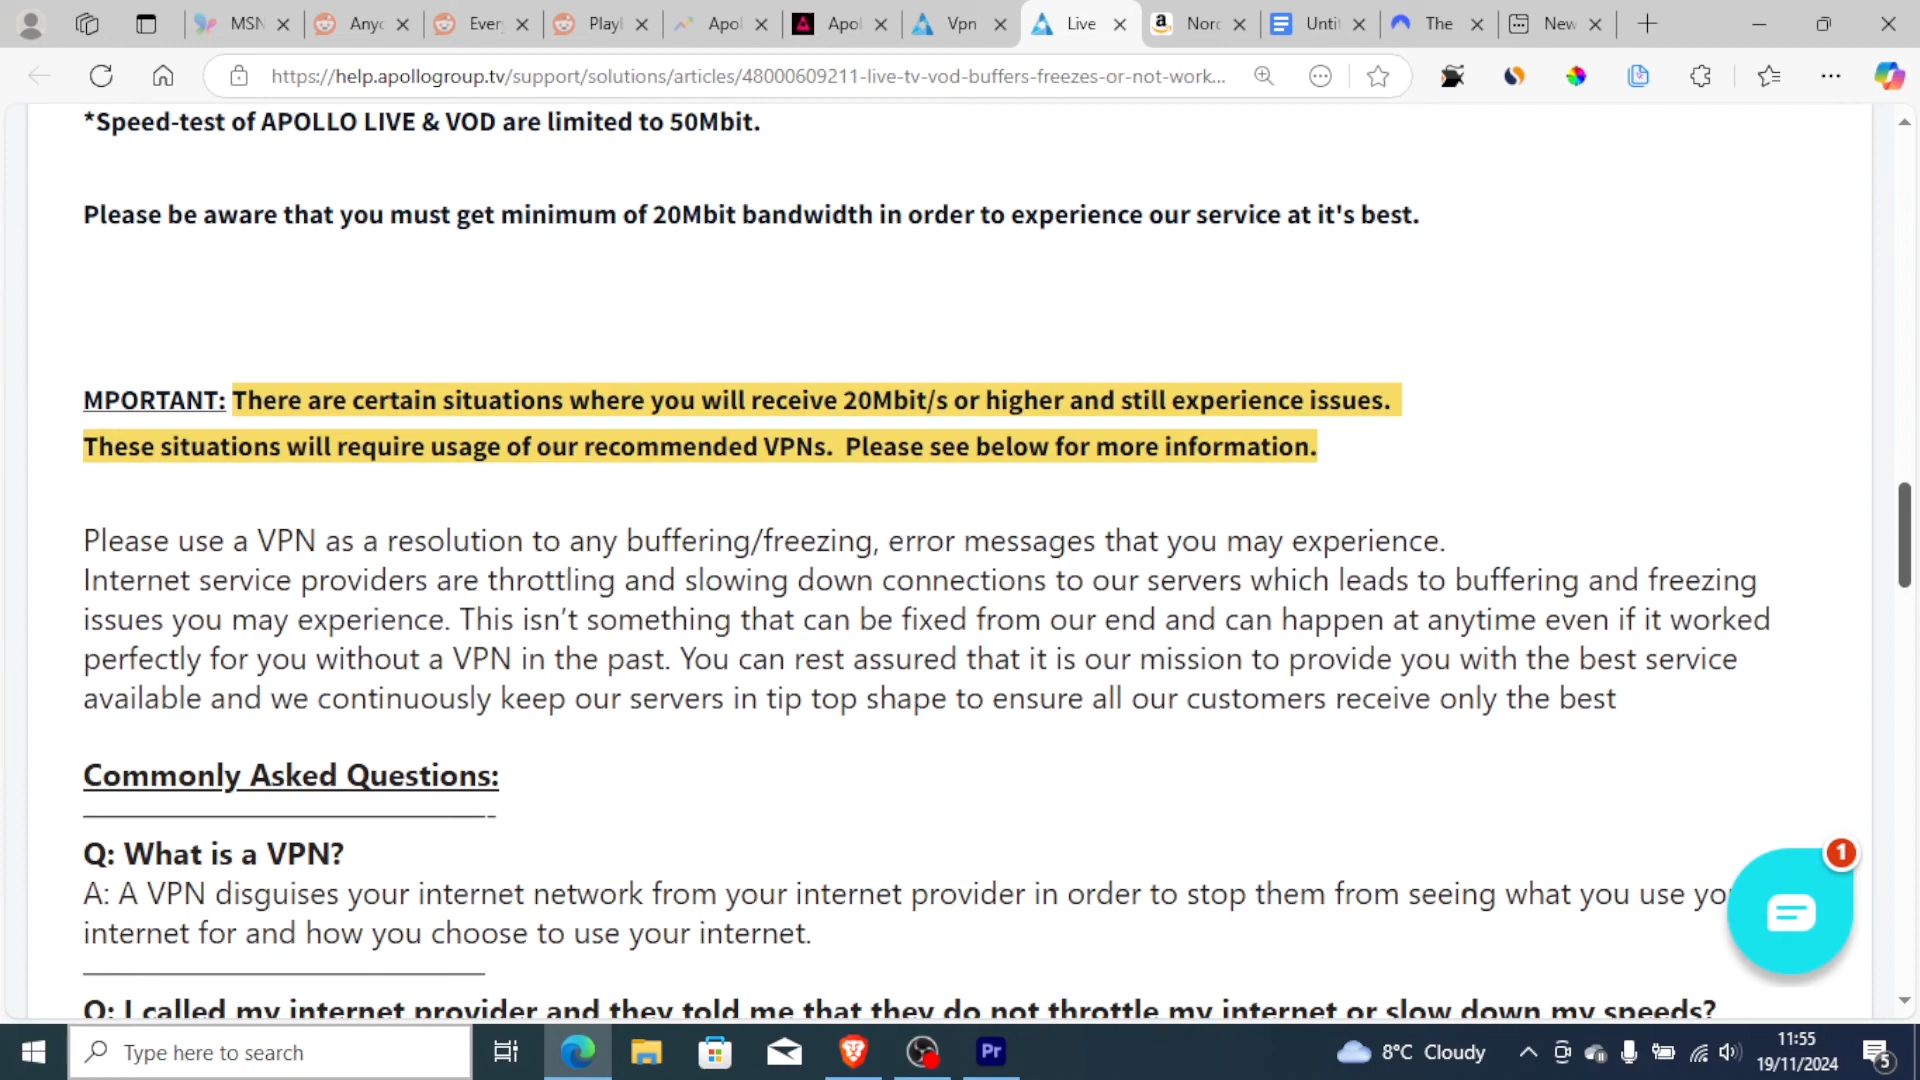 MSN
Anyo
Every
Playl
Apol
Apol
Vpn
Live
Nord
Unti
The
New
https://help.apollogroup.tv/support/solutions/articles/48000609211-live-tv-vod-buffers-freezes-or-not-work...
*Speed-test of APOLLO LIVE & VOD are limited to 50Mbit.
Please be aware that you must get minimum of 20Mbit bandwidth in order to experience our service at it's best.
MPORTANT: There are certain situations where you will receive 20Mbit/s or higher and still experience issues.
These situations will require usage of our recommended VPNs.  Please see below for more information.
Please use a VPN as a resolution to any buffering/freezing, error messages that you may experience.
Internet service providers are throttling and slowing down connections to our servers which leads to buffering and freezing
issues you may experience. This isn’t something that can be fixed from our end and can happen at anytime even if it worked
perfectly for you without a VPN in the past. You can rest assured that it is our mission to provide you with the best service
available and we continuously keep our servers in tip top shape to ensure all our customers receive only the best
Commonly Asked Questions:
Q: What is a VPN?
A: A VPN disguises your internet network from your internet provider in order to stop them from seeing what you use yo
internet for and how you choose to use your internet.
1
Q: I called my internet provider and they told me that they do not throttle my internet or slow down my speeds?
Type here to search
Pr
8°C Cloudy
11:55
19/11/2024
5